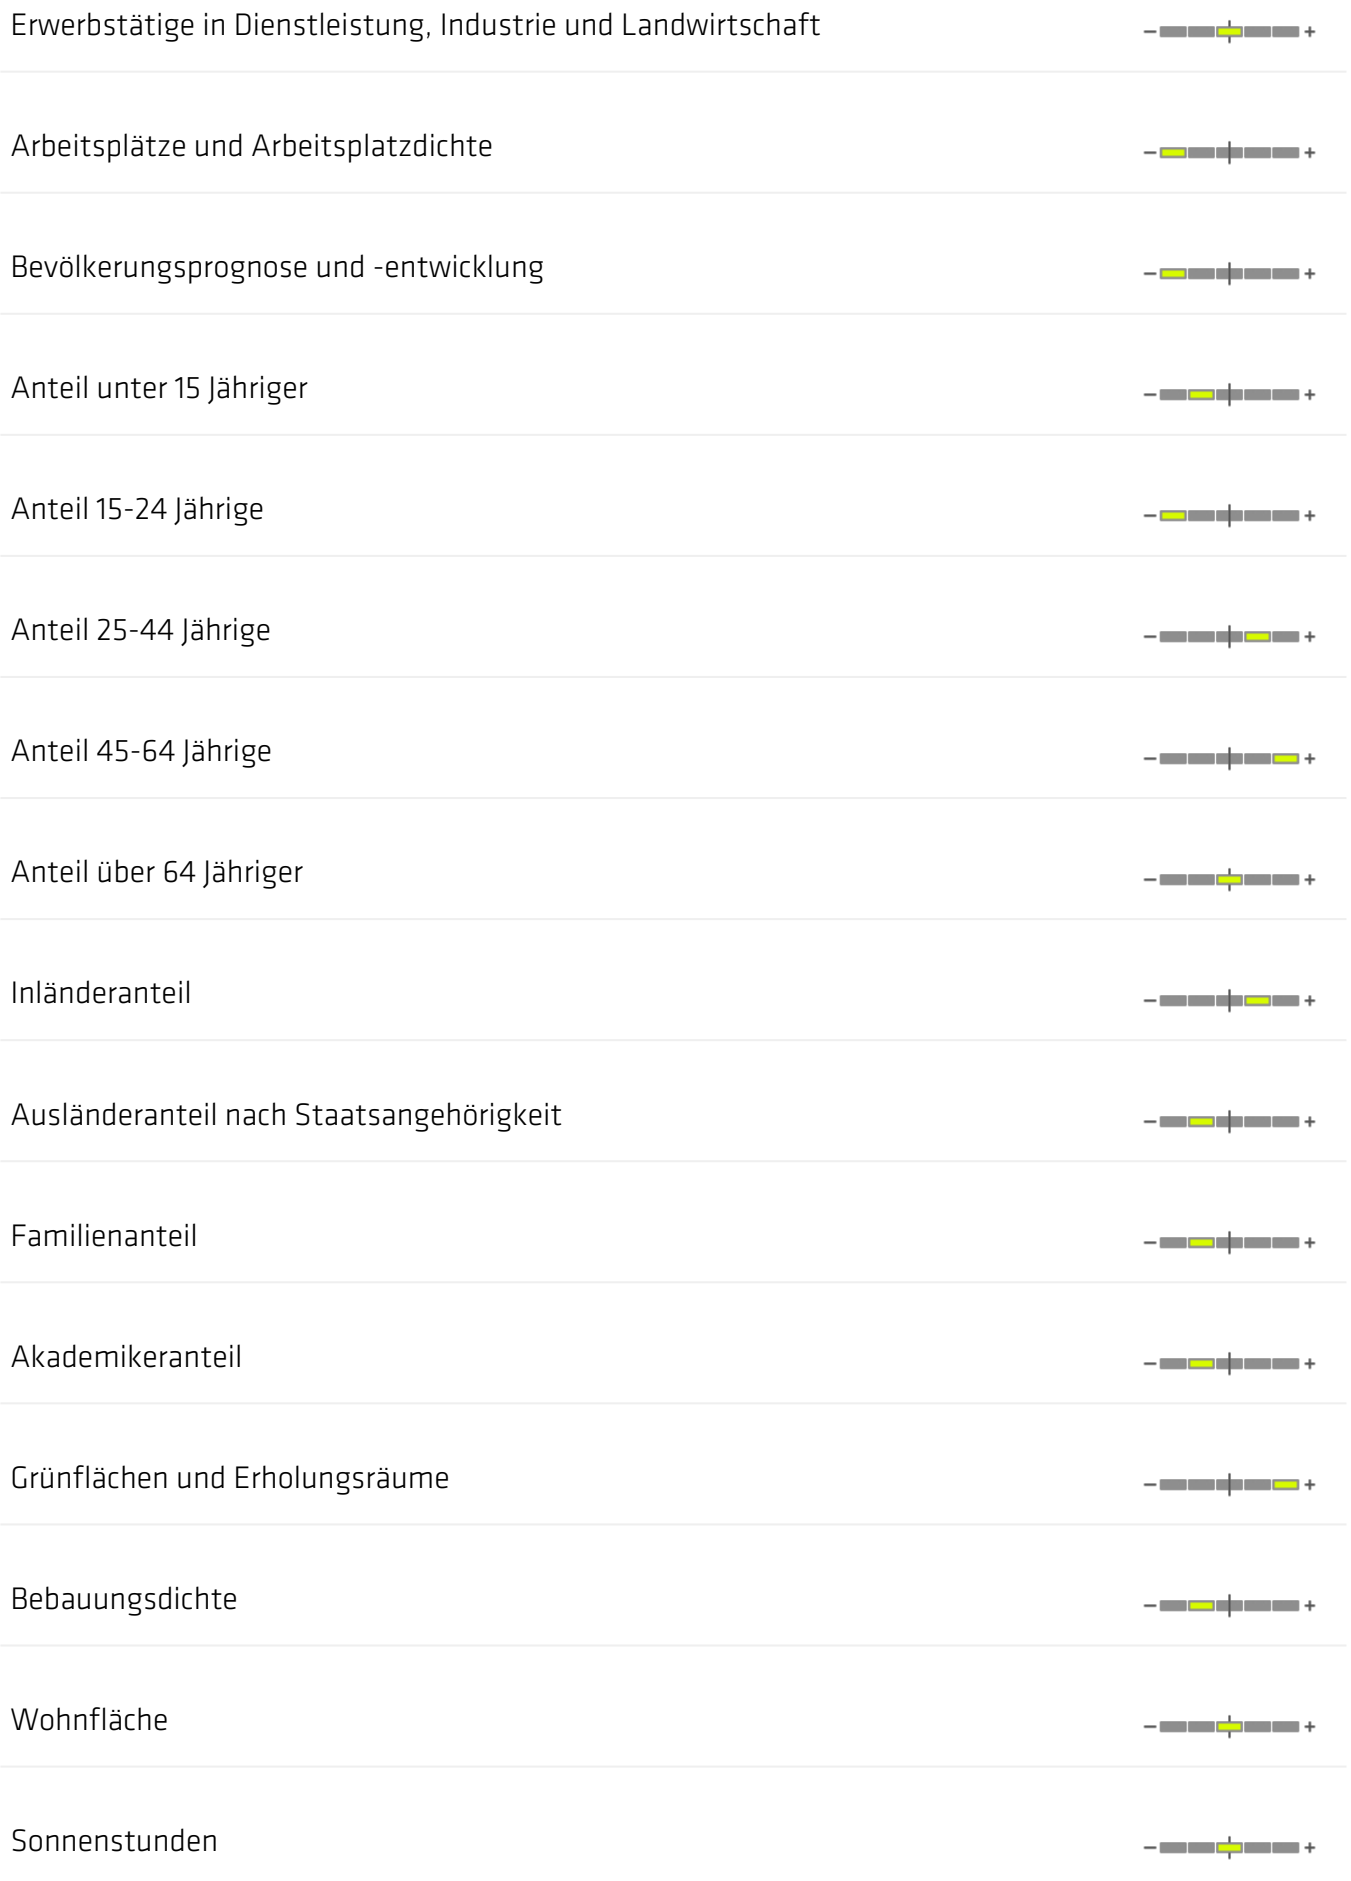 Erwerbstätige in Dienstleistung, Industrie und Landwirtschaft - +
Arbeitsplätze und Arbeitsplatzdichte - +
Bevölkerungsprognose und -entwicklung - +
Anteil unter 15 Jähriger - +
Anteil 15-24 Jährige - +
Anteil 25-44 Jährige - +
Anteil 45-64 Jährige - +
Anteil über 64 Jähriger - +
Inländeranteil - +
Ausländeranteil nach Staatsangehörigkeit - +
Familienanteil - +
Akademikeranteil - +
Grünflächen und Erholungsräume - +
Bebauungsdichte - +
Wohnfläche - +
Sonnenstunden - +